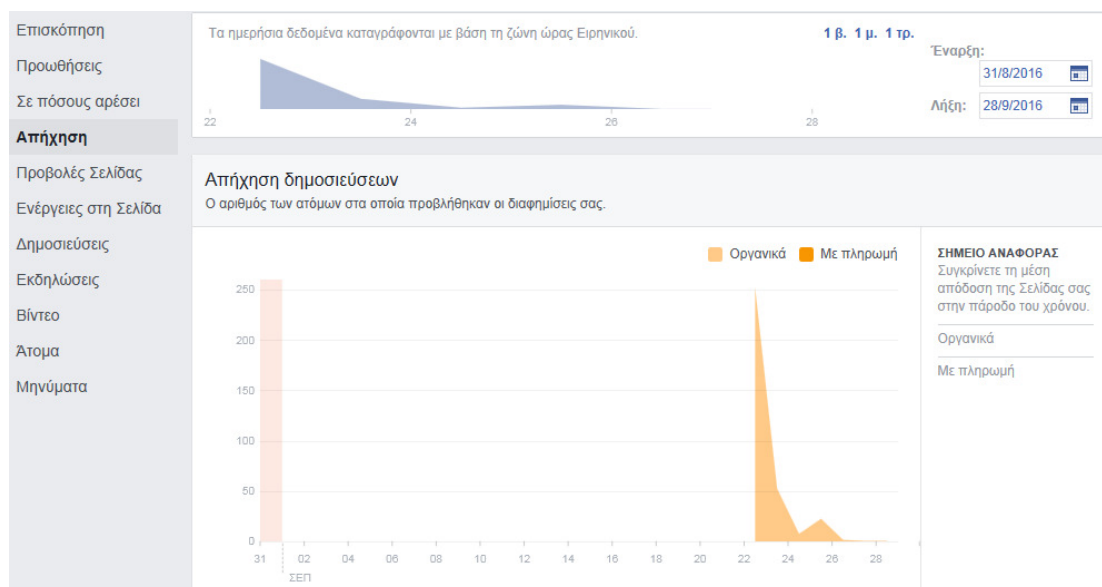 Επισκόπηση
Προωθήσεις
Σε πόσους αρέσει
Απήχηση
Προβολές Σελίδας
Ενέργειες στη Σελίδα
Δημοσιεύσεις
Εκδηλώσεις
Βίντεο
Άτομα
Μηνύματα
Τα ημερήσια δεδομένα καταγράφονται με βάση τη ζώνη ώρας Ειρηνικού.
1 β. 1 μ. 1 τρ.
Έναρξη:
31/8/2016
Λήξη: 28/9/2016
22 24 26 28
Απήχηση δημοσιεύσεων
Ο αριθμός των ατόμων στα οποία προβλήθηκαν οι διαφημίσεις σας.
Οργανικά Με πληρωμή
250
200
150
100
50
0
31 02 04 06 08 10 12 14 16 18 20 22 24 26 28
ΣΕΠ
ΣΗΜΕΙΟ ΑΝΑΦΟΡΑΣ
Συγκρίνετε τη μέση
απόδοση της Σελίδας σας
στην πάροδο του χρόνου.
Οργανικά
Με πληρωμή